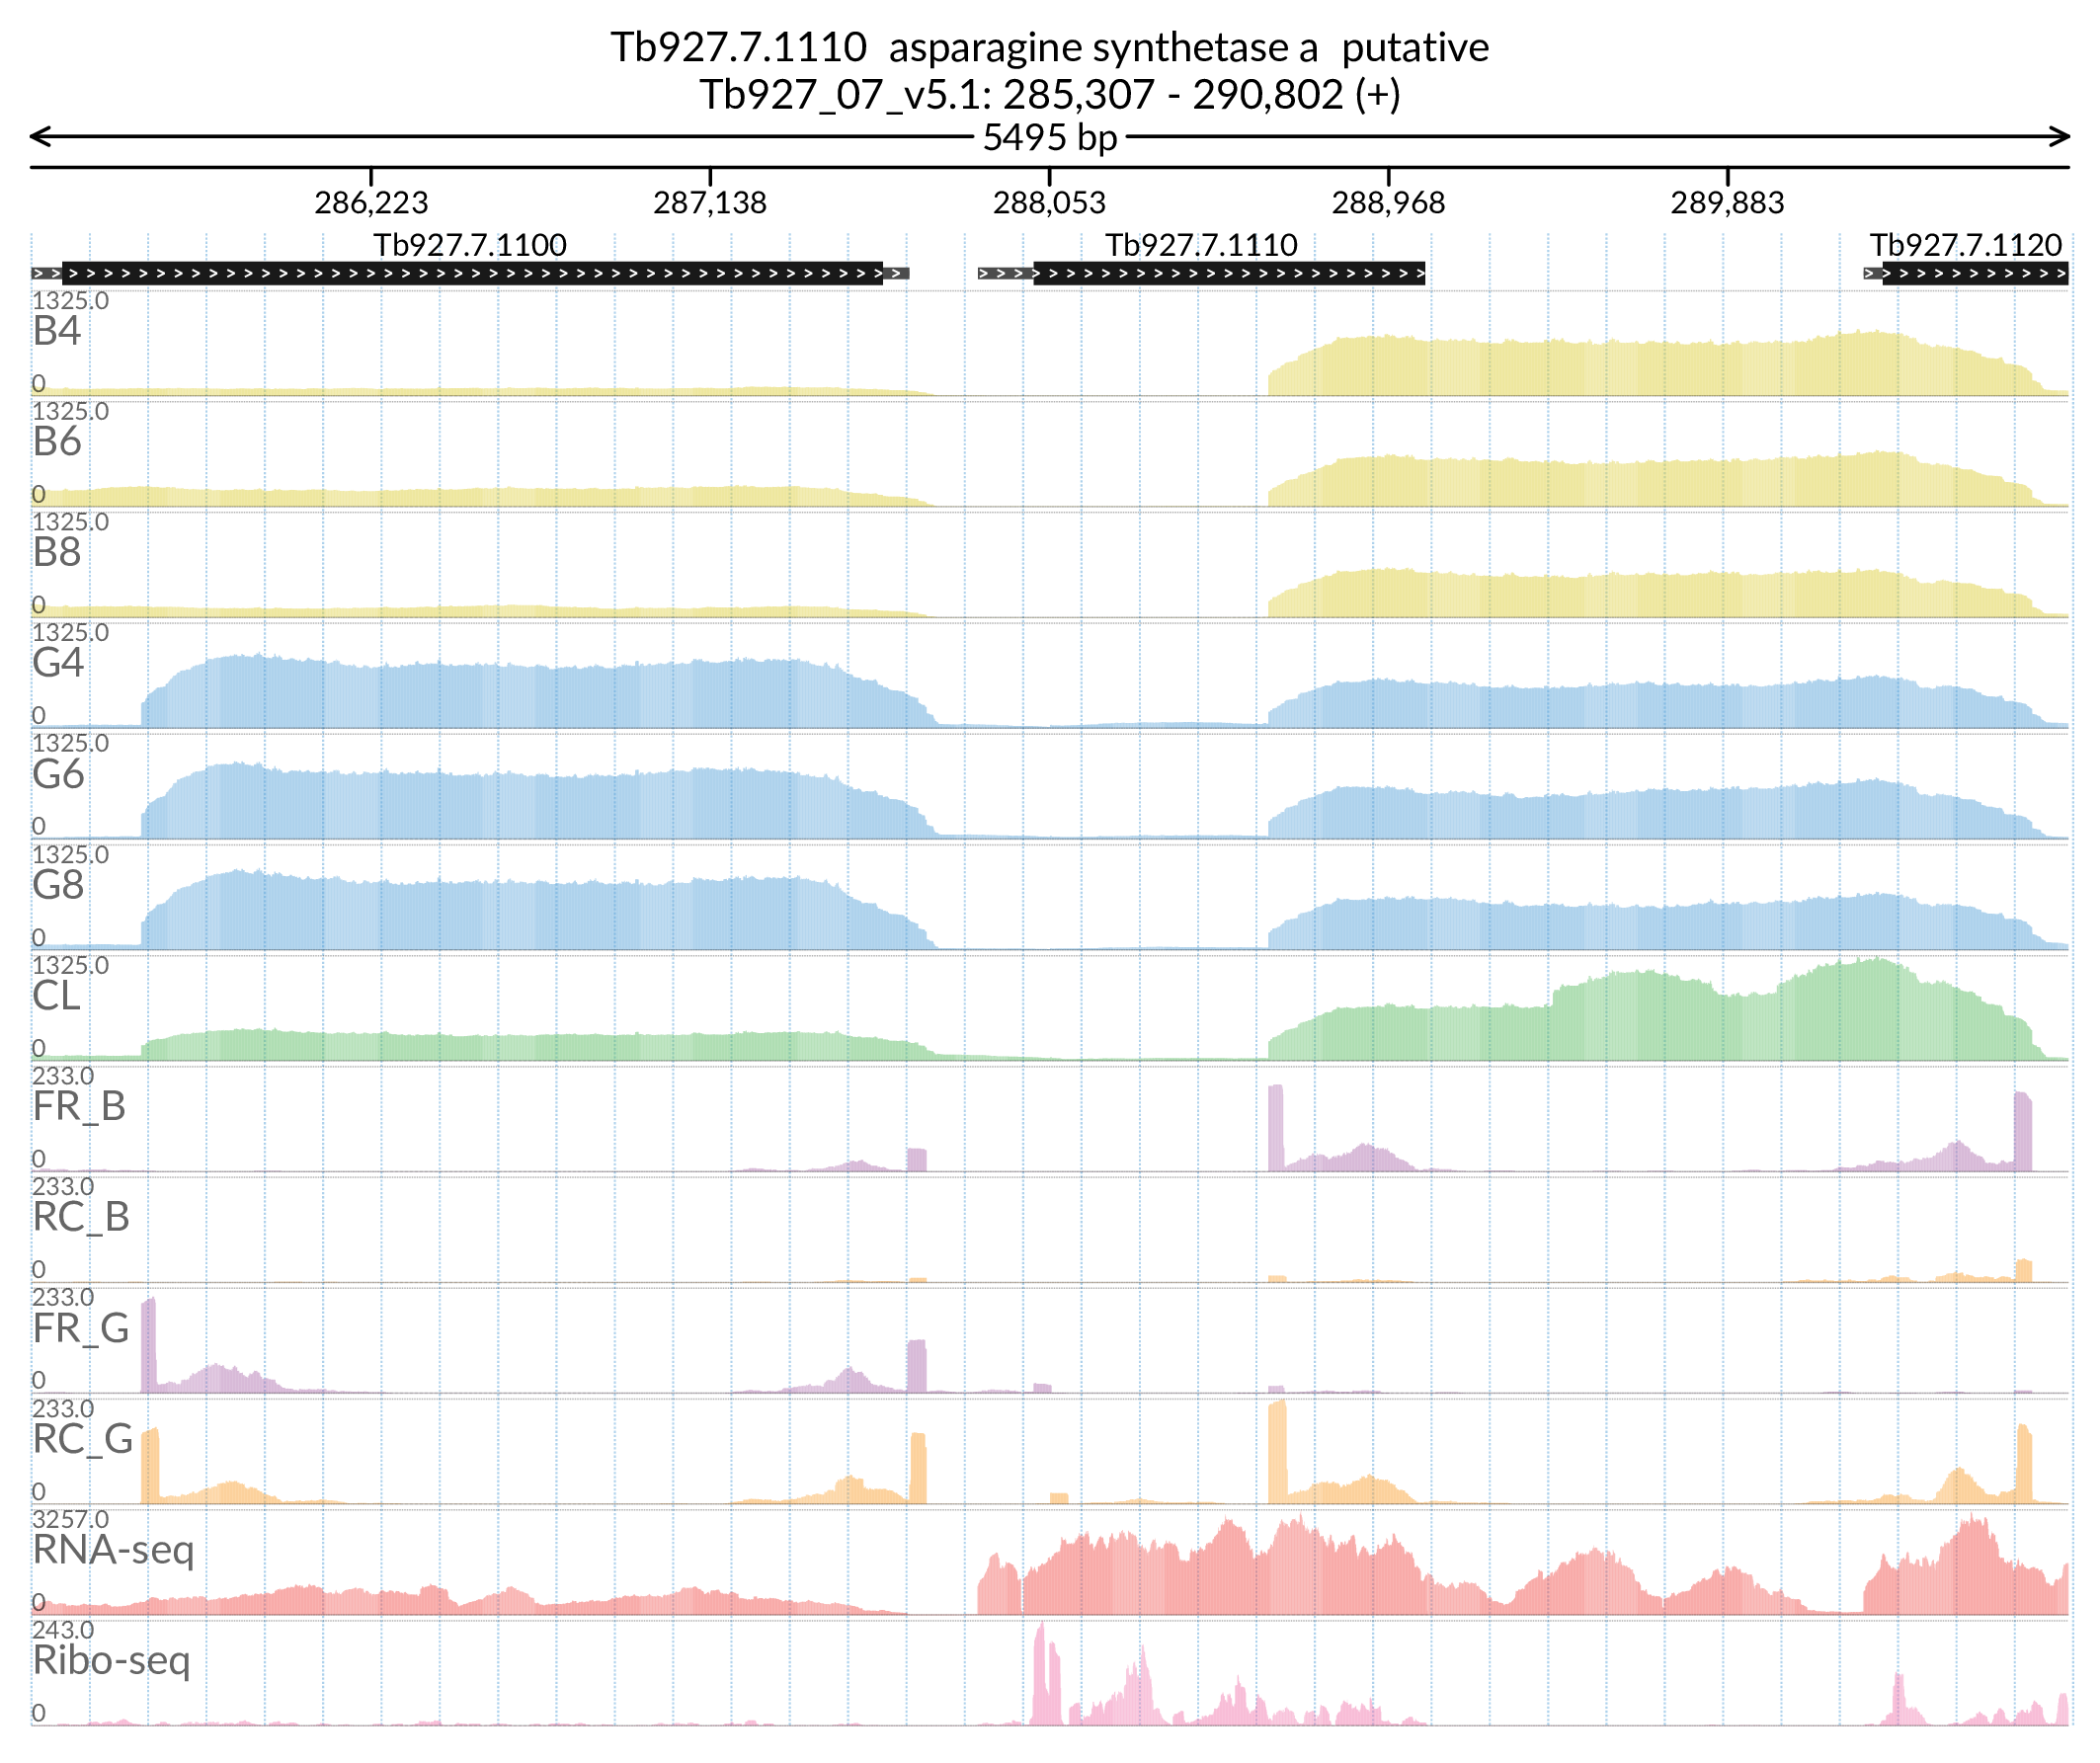 Tb927.7.1110 asparagine synthetase a putative
Tb927_07_v5.1: 285,307 - 290,802 (+)
5495 bp
286,223 287,138 288,053 288,968 289,883
Tb927.7.1100 Tb927.7.1110 Tb927.7.1120
1325.0
B4
0
1325.0
B6
0
1325.0
B8
0
1325.0
G4
0
1325.0
G6
0
1325.0
G8
0
1325.0
CL
0
233.0
FR_B
0
233.0
RC_B
0
233.0
FR_G
0
233.0
RC_G
0
3257.0
RNA-seq
0
243.0
Ribo-seq
0